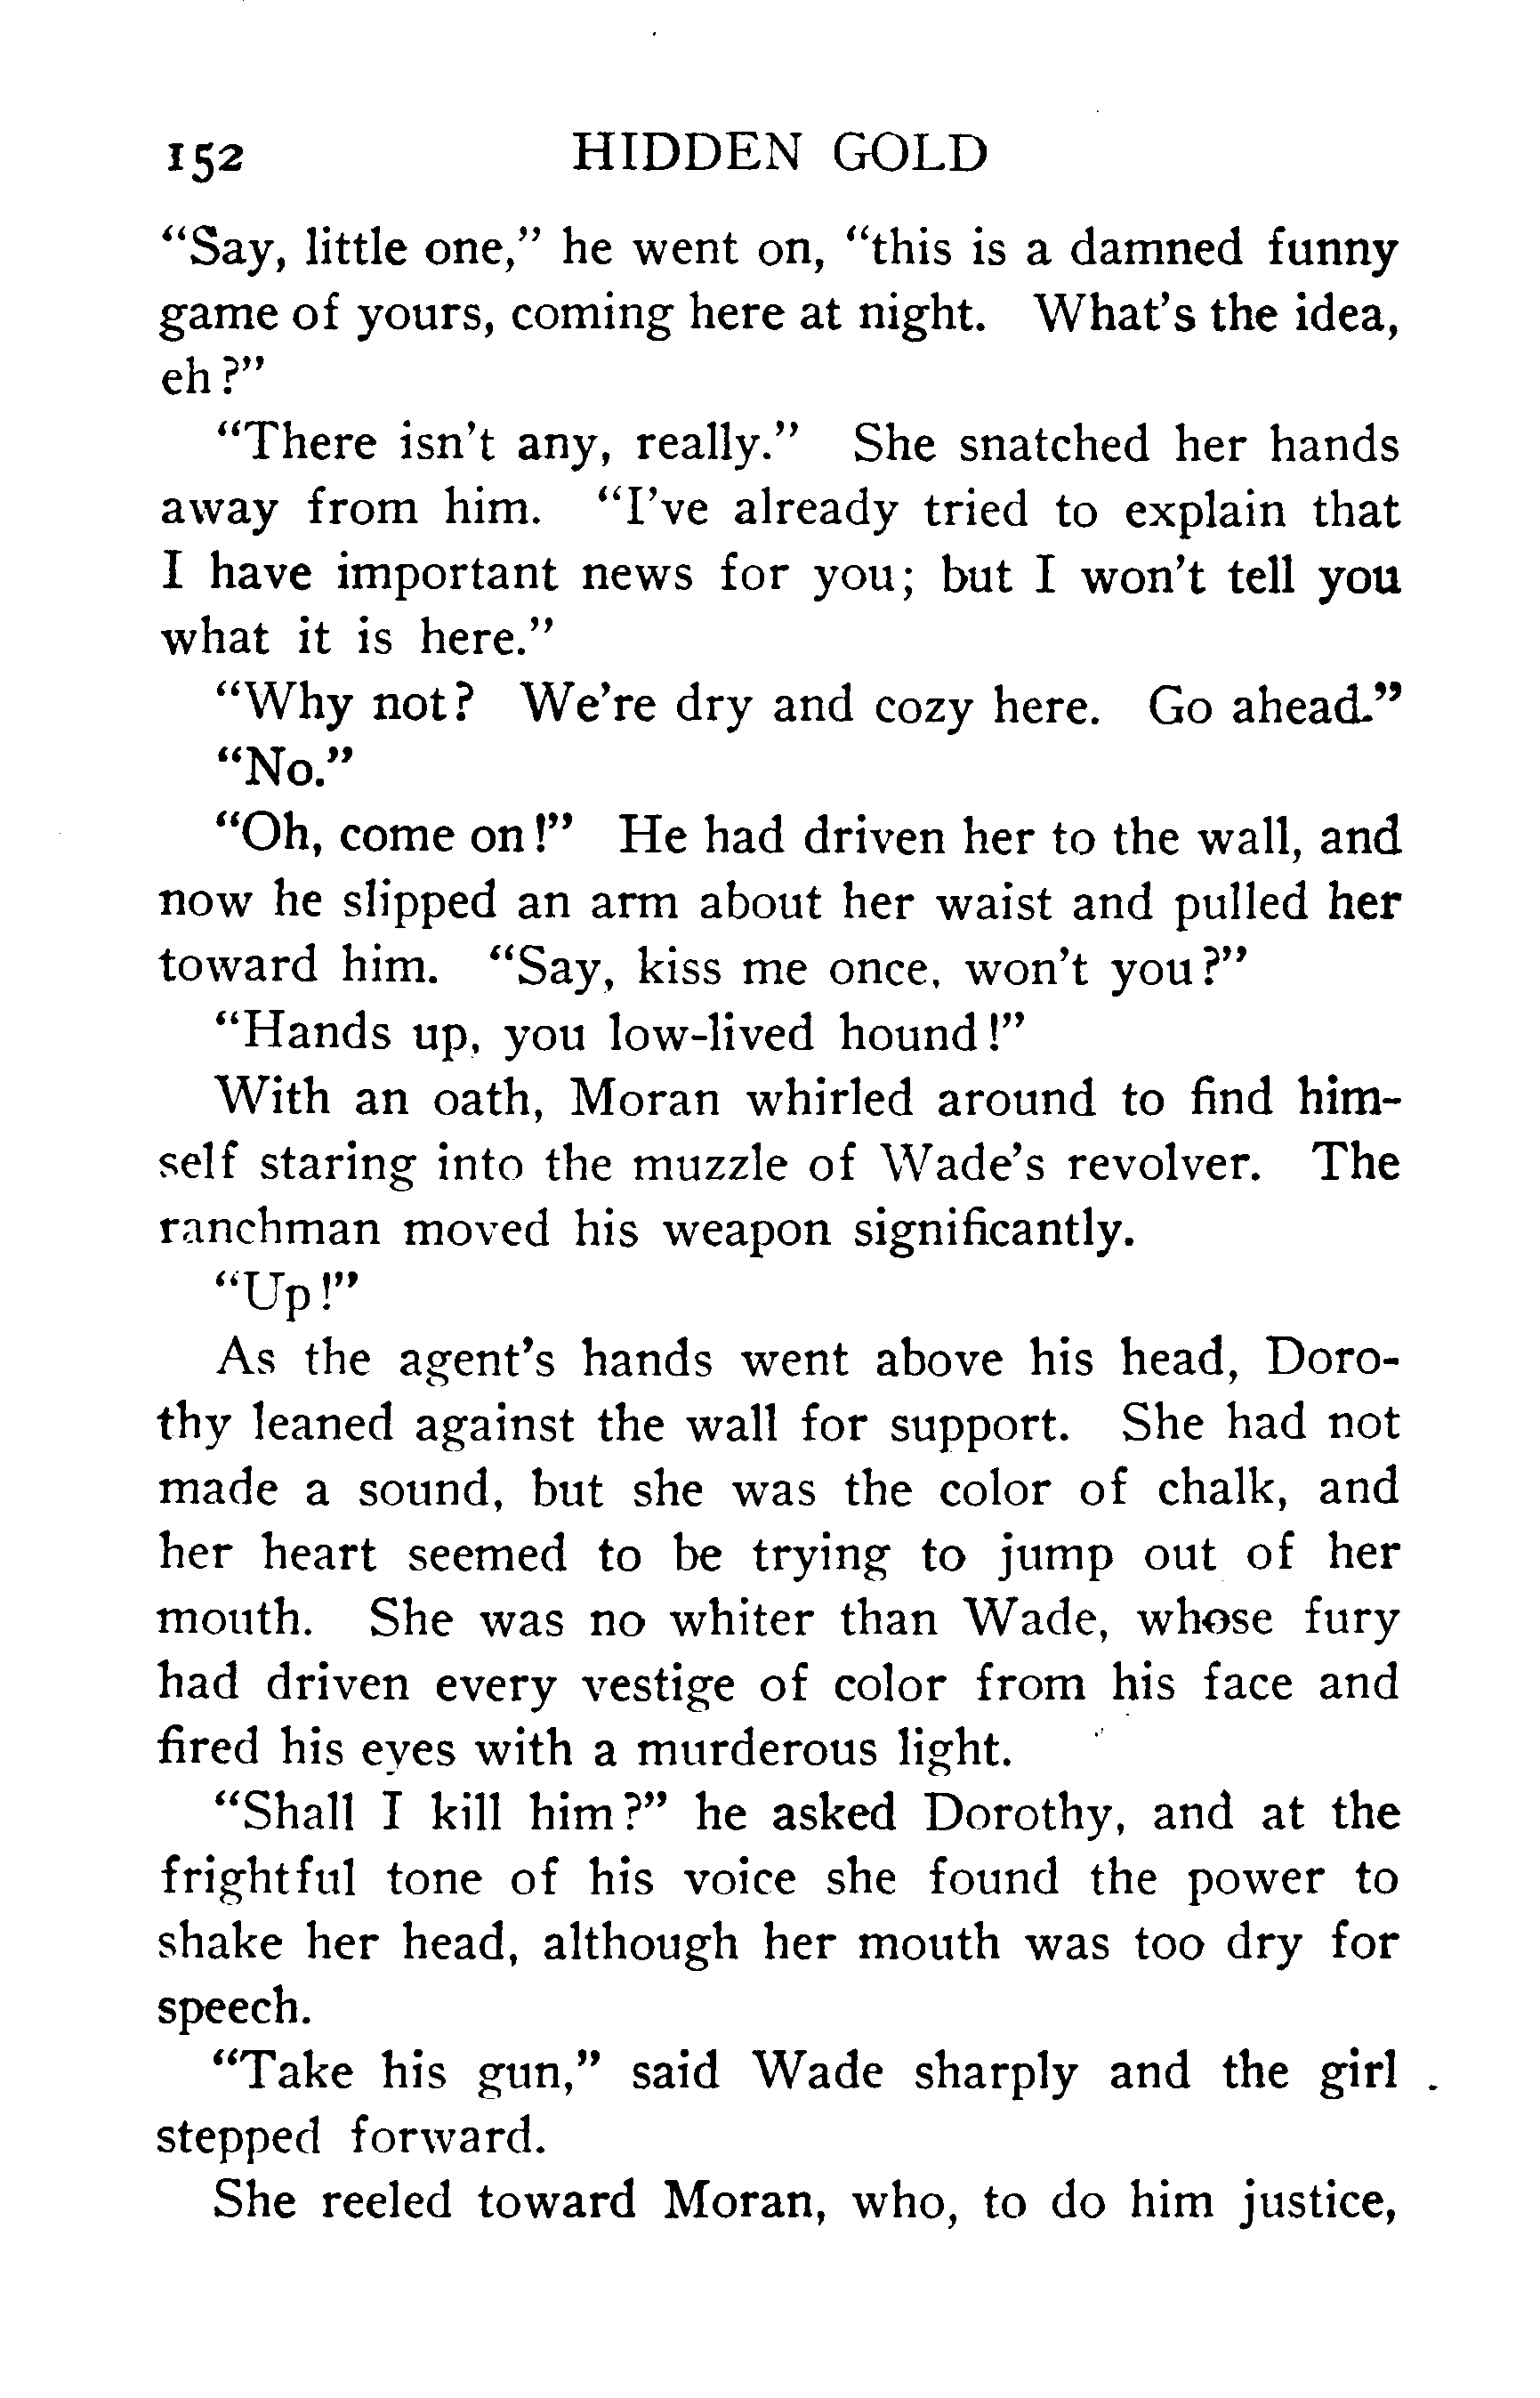 152 HIDDEN GOLD
“Say, little one,” he went on, “this is a damned funny
game of yours, coming here at night. What’s the idea,
eh?”
“There isn’t any, really.” She snatched her hands
away from him. “I’ve already tried to explain that
I have important news for you; but I won’t tell you
what it is here.”
“Why not? We’re dry and cozy here. Go ahead.”
“No.”
“Oh, come on!” He had driven her to the wall, and
now he slipped an arm about her waist and pulled her
toward him. “Say, kiss me once, won’t you?”
“Hands up, you low-lived hound!”
With an oath, Moran whirled around to find him-
self staring into the muzzle of Wade’s revolver. The
ranchman moved his weapon significantly.
“Up!”
As the agent’s hands went above his head, Doro-
thy leaned against the wall for support. She had not
made a sound, but she was the color of chalk, and
her heart seemed to be trying to jump out of her
mouth. She was no whiter than Wade, whose fury
had driven every vestige of color from his face and
fired his eyes with a murderous light.
“Shall I kill him?” he asked Dorothy, and at the
frightful tone of his voice she found the power to
shake her head, although her mouth was too dry for
speech.
“Take his gun,” said Wade sharply and the girl
stepped forward.
She reeled toward Moran, who, to do him justice,